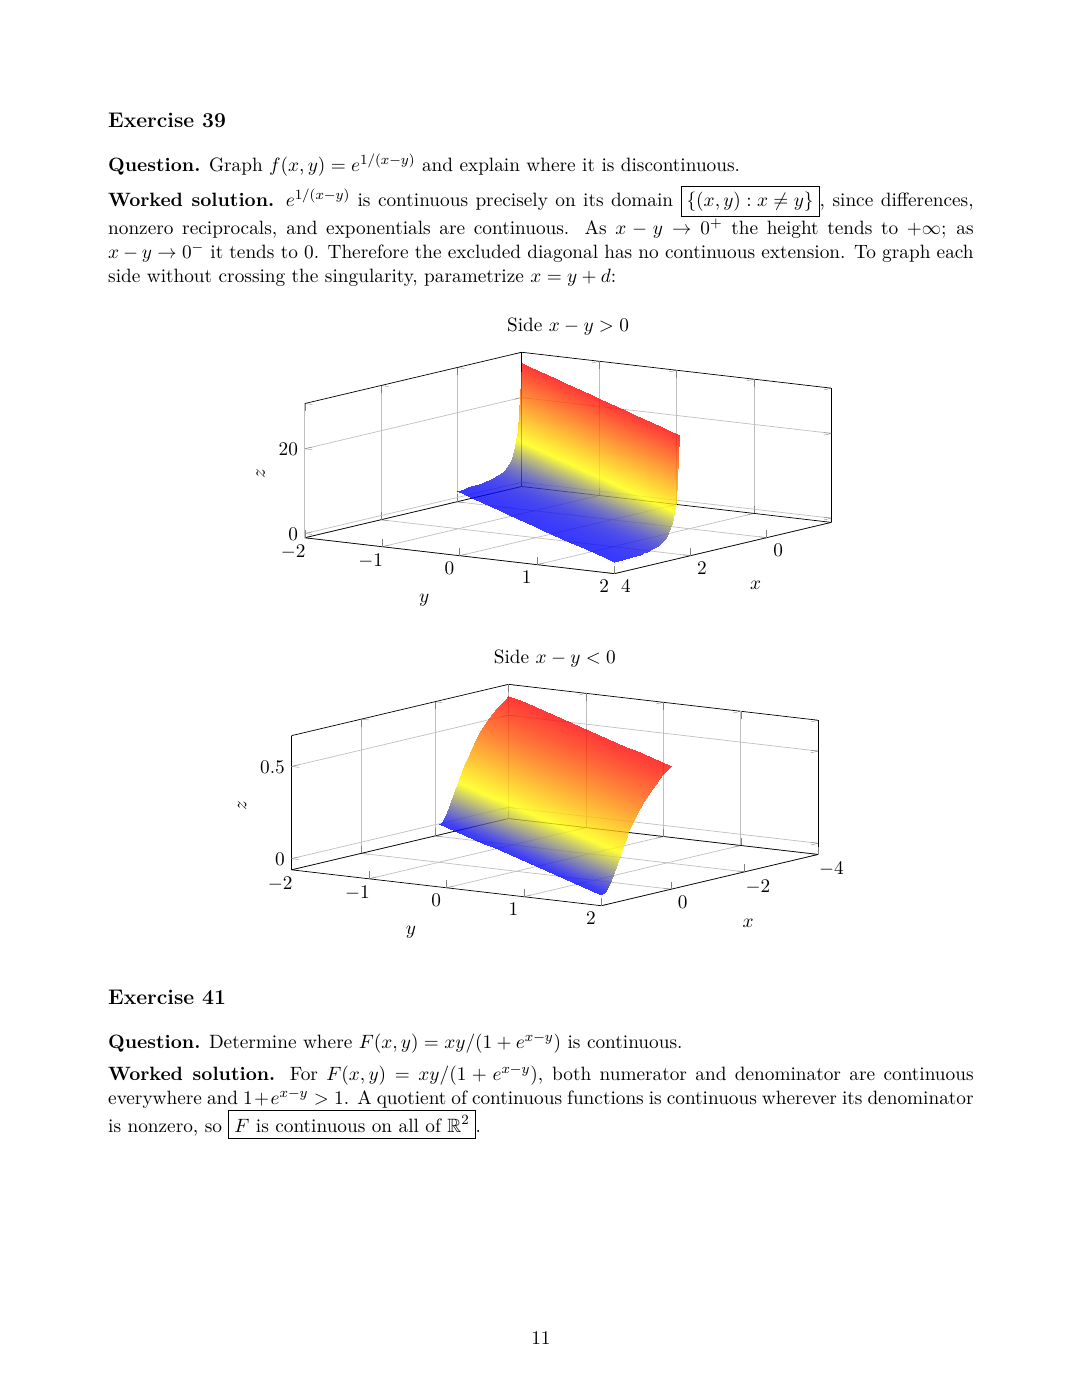 Exercise 39
Question. Graph f(x, y) = e^{1/(x−y)} and explain where it is discontinuous.
Worked solution. e^{1/(x−y)} is continuous precisely on its domain {(x, y) : x ≠ y}, since differences,
nonzero reciprocals, and exponentials are continuous. As x − y → 0⁺ the height tends to +∞; as
x − y → 0⁻ it tends to 0. Therefore the excluded diagonal has no continuous extension. To graph each
side without crossing the singularity, parametrize x = y + d:
Side x − y > 0
20
z
0
−2
−1
0
1
2
4
2
0
y
x
Side x − y < 0
0.5
z
0
−2
−1
0
1
2
0
−2
−4
y
x
Exercise 41
Question. Determine where F(x, y) = xy/(1 + e^{x−y}) is continuous.
Worked solution. For F(x, y) = xy/(1 + e^{x−y}), both numerator and denominator are continuous
everywhere and 1+e^{x−y} > 1. A quotient of continuous functions is continuous wherever its denominator
is nonzero, so F is continuous on all of ℝ².
11